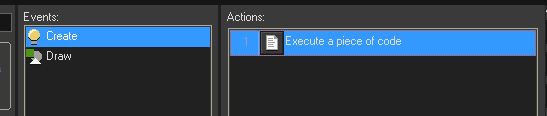 Events:
Actions:
Create
1 Execute a piece of code
Draw